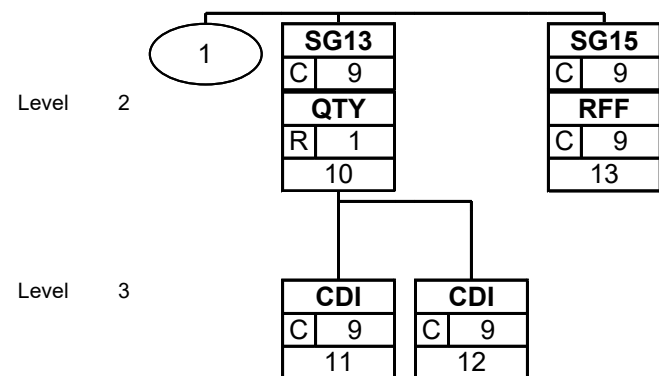 1
SG13
C 9
SG15
C 9
Level 2
QTY
R 1
10
RFF
C 9
13
Level 3
CDI
C 9
11
CDI
C 9
12